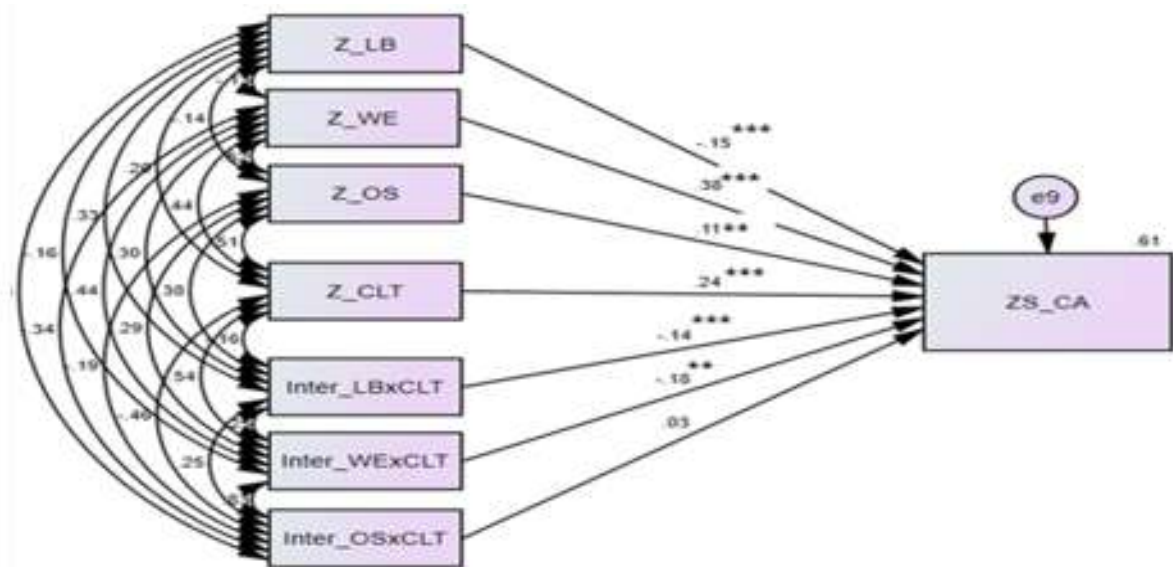 Z_LB
Z_WE
-.14
-.15***
Z_OS
.38***
e9
.33
.44
.11**
.61
-.16
.30
.51
Z_CLT
.24***
ZS_CA
.44
.38
-.34
.29
.16
-.14***
-.19
.54
Inter_LBxCLT
-.18**
-.46
.03
.25
Inter_WExCLT
Inter_OSxCLT